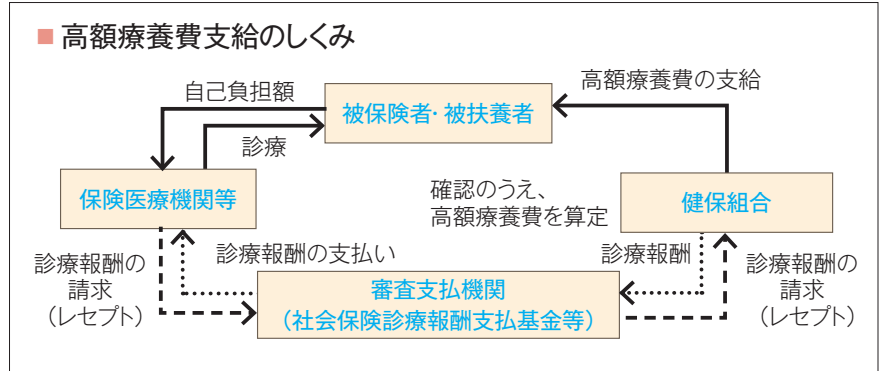 ■ 高額療養費支給のしくみ
自己負担額
診療
被保険者・被扶養者
高額療養費の支給
保険医療機関等
確認のうえ、
高額療養費を算定
健保組合
診療報酬の
請求
（レセプト）
診療報酬の支払い
審査支払機関
（社会保険診療報酬支払基金等）
診療報酬
診療報酬の
請求
（レセプト）